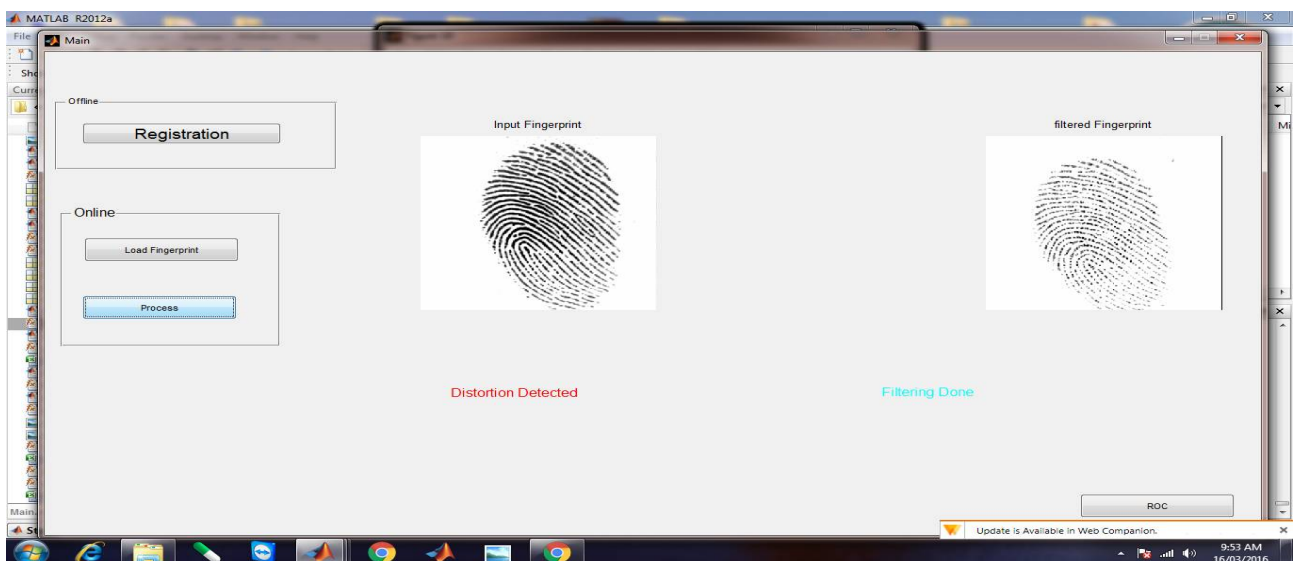 MATLAB R2012a
File
Main
Offline
Registration
Input Fingerprint
filtered Fingerprint
Online
Load Fingerprint
Process
Distortion Detected
Filtering Done
ROC
Update is Available in Web Companion.
9:53 AM
16/03/2016